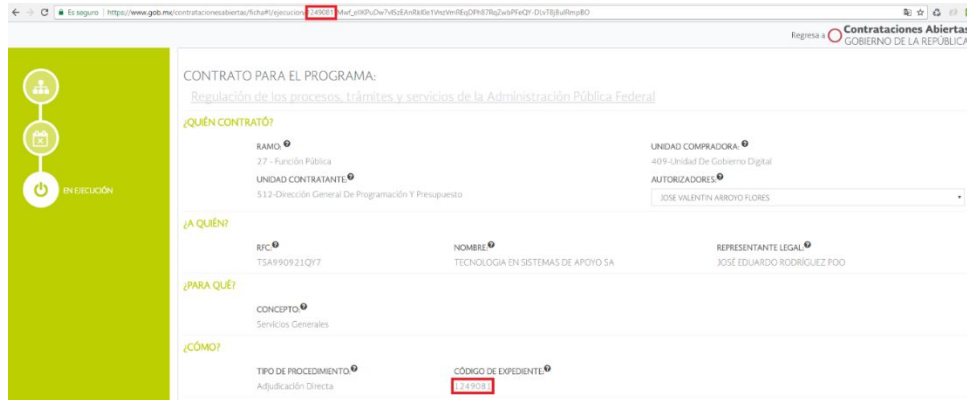 Es seguro | https://www.gob.mx/contratacionesabiertas/ficha#!/ejecucion/1249081
Regresa a Contrataciones Abiertas
GOBIERNO DE LA REPÚBLICA
CONTRATO PARA EL PROGRAMA:
Regulación de los procesos, trámites y servicios de la Administración Pública Federal
¿QUIÉN CONTRATÓ?
RAMO: UNIDAD COMPRADORA:
27 - Función Pública 409-Unidad De Gobierno Digital
UNIDAD CONTRATANTE: AUTORIZADORES:
512-Dirección General De Programación Y Presupuesto JOSE VALENTIN ARROYO FLORES
EN EJECUCIÓN
¿A QUIÉN?
RFC: NOMBRE: REPRESENTANTE LEGAL:
TSA990921QY7 TECNOLOGIA EN SISTEMAS DE APOYO SA JOSÉ EDUARDO RODRÍGUEZ POO
¿PARA QUÉ?
CONCEPTO:
Servicios Generales
¿CÓMO?
TIPO DE PROCEDIMIENTO: CÓDIGO DE EXPEDIENTE:
Adjudicación Directa 1249081